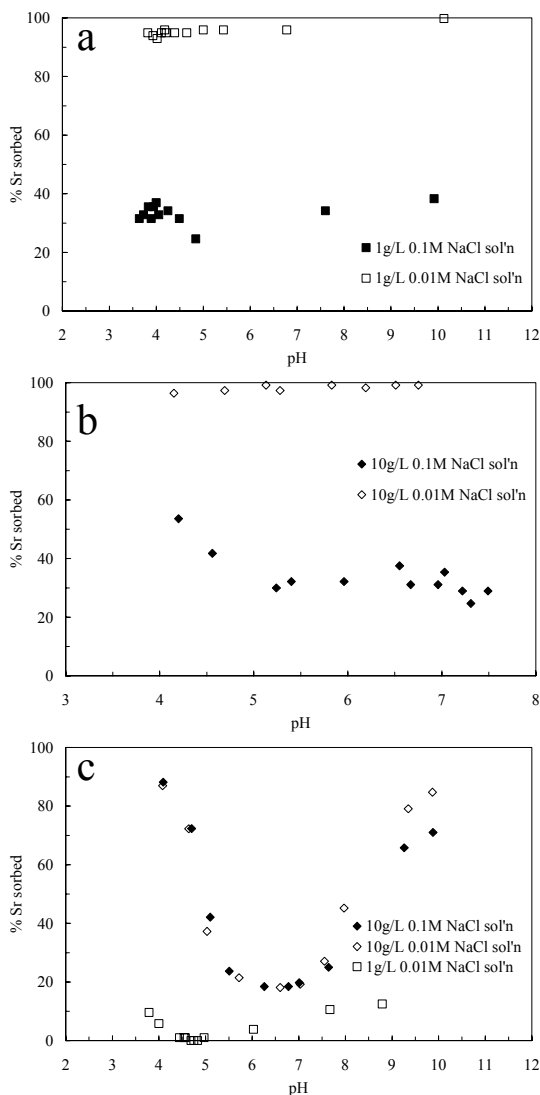 a
100
80
60
40
20
0
% Sr sorbed
1g/L 0.1M NaCl sol'n
1g/L 0.01M NaCl sol'n
2 3 4 5 6 7 8 9 10 11 12
pH
b
100
80
60
40
20
0
% Sr sorbed
10g/L 0.1M NaCl sol'n
10g/L 0.01M NaCl sol'n
3 4 5 6 7 8
pH
c
100
80
60
40
20
0
% Sr sorbed
10g/L 0.1M NaCl sol'n
10g/L 0.01M NaCl sol'n
1g/L 0.01M NaCl sol'n
2 3 4 5 6 7 8 9 10 11 12
pH